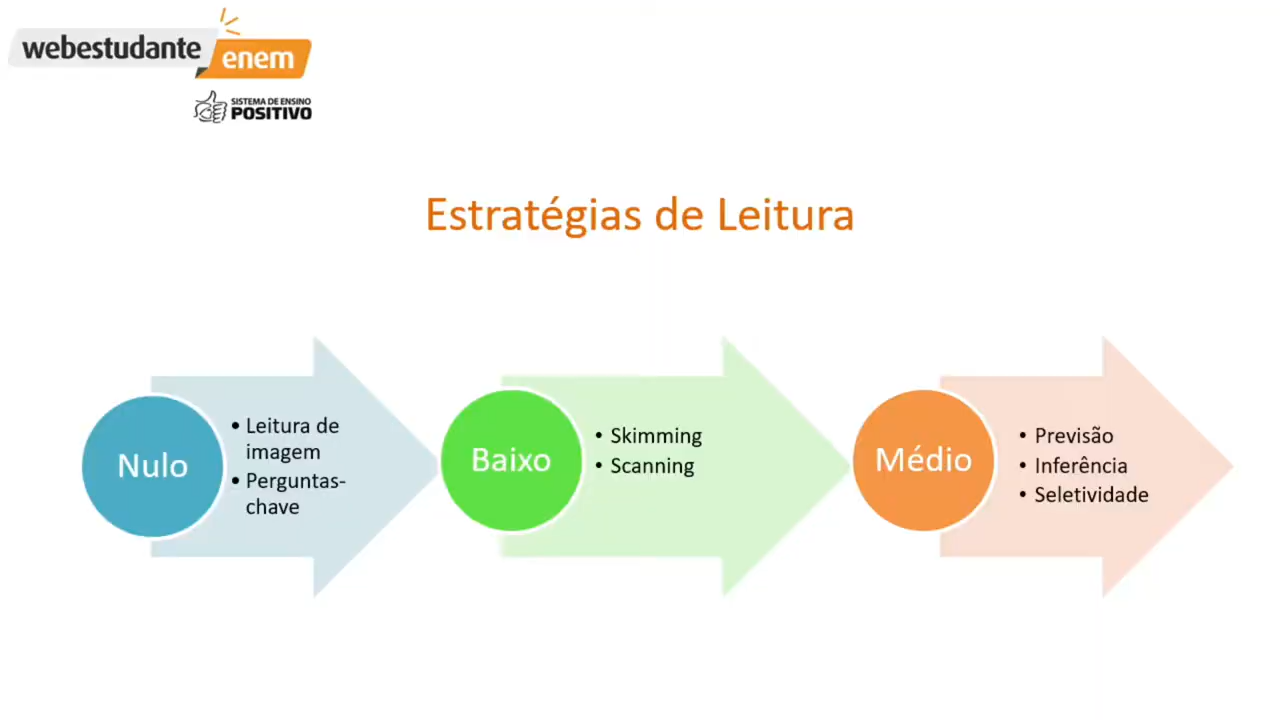 webestudante
enem
SISTEMA DE ENSINO
POSITIVO
Estratégias de Leitura
Nulo
• Leitura de
imagem
• Perguntas-
chave
Baixo
• Skimming
• Scanning
Médio
• Previsão
• Inferência
• Seletividade